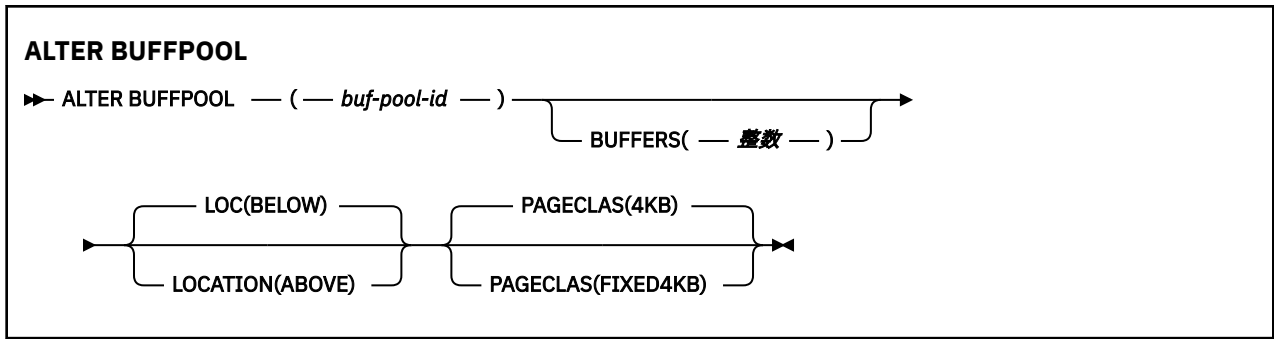 ALTER BUFFPOOL
ALTER BUFFPOOL ( buf-pool-id )
BUFFERS( 整数 )
LOC(BELOW) PAGECLAS(4KB)
LOCATION(ABOVE) PAGECLAS(FIXED4KB)